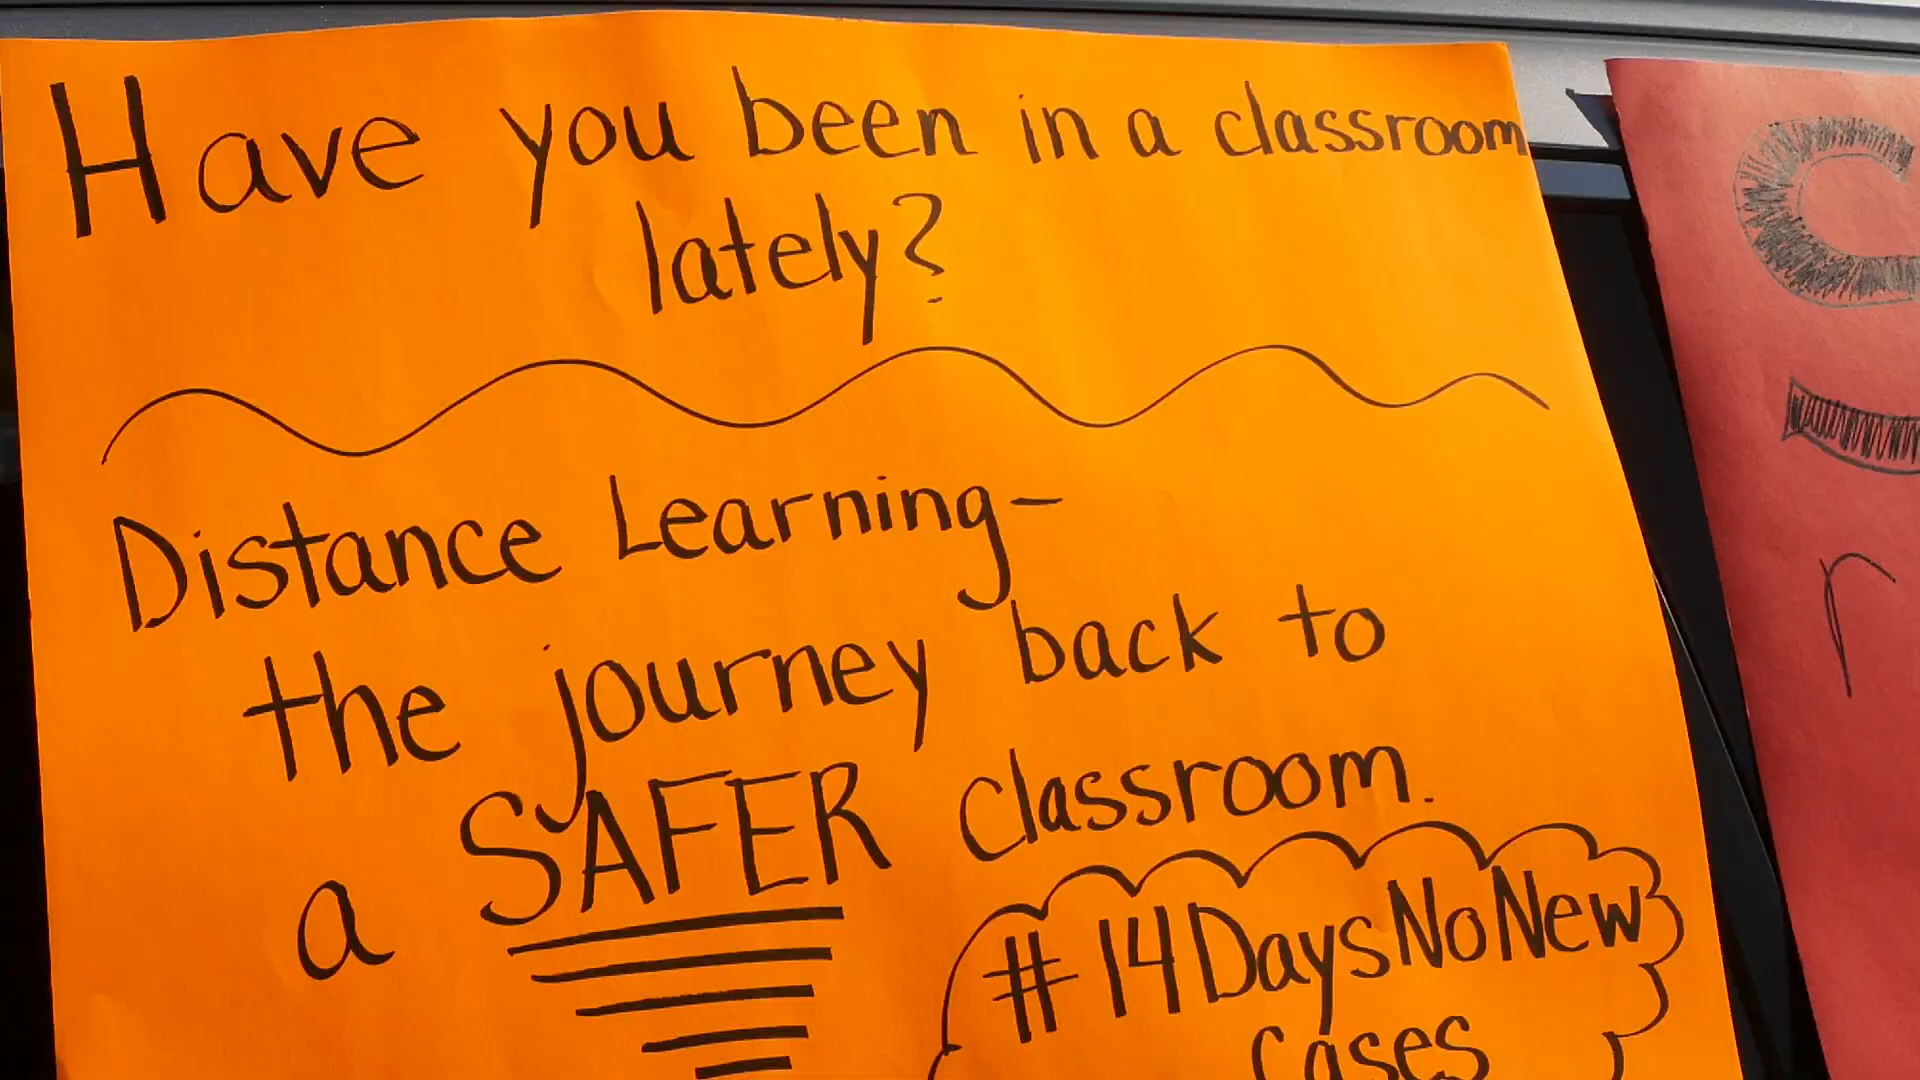 Have you been in a classroom
lately?
Distance Learning-
the journey back to
a SAFER classroom.
#14DaysNoNew
Cases